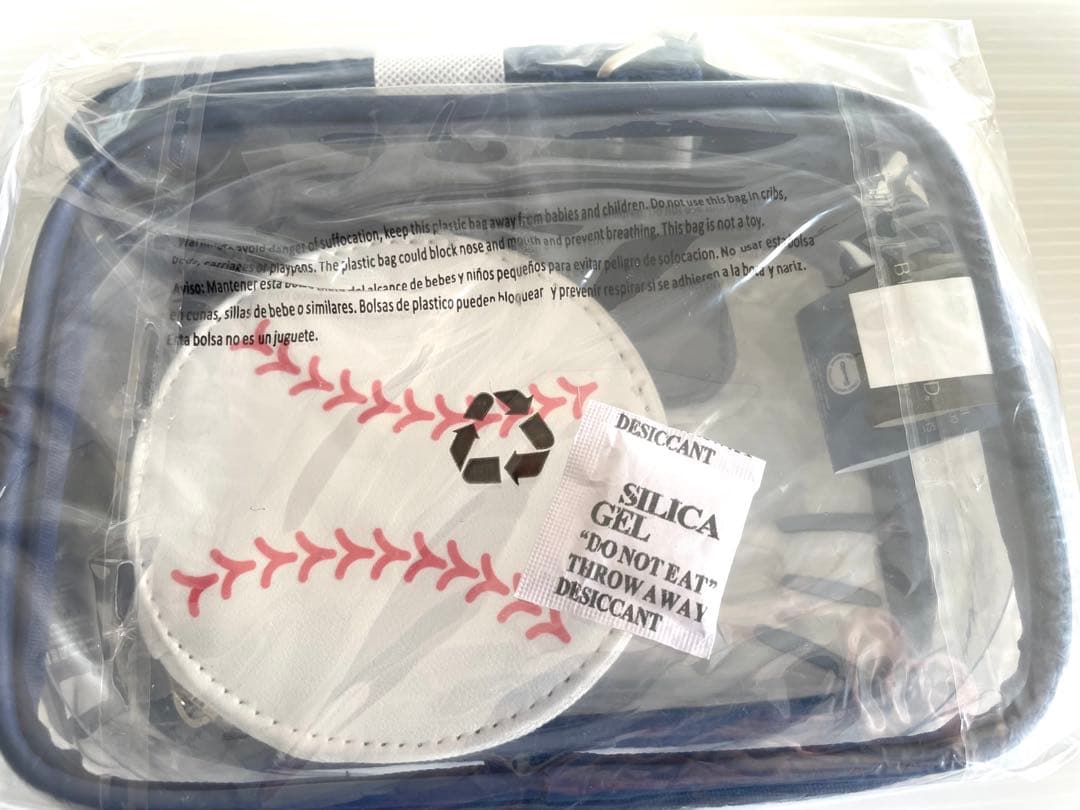 Warning: avoid danger of suffocation, keep this plastic bag away from babies and children. Do not use this bag in cribs,
beds, carriages or playpens. The plastic bag could block nose and mouth and prevent breathing. This bag is not a toy.
Aviso: Mantener esta del alcance de bebes y niños pequeños para evitar peligro de sofocacion. No usar esta bolsa
en cunas, sillas de bebe o similares. Bolsas de plastico pueden bloquear y prevenir respirar si se adhieren a la boca y nariz.
Esta bolsa no es un juguete.
DESICCANT
SILICA
GEL
“DO NOT EAT”
THROW AWAY
DESICCANT